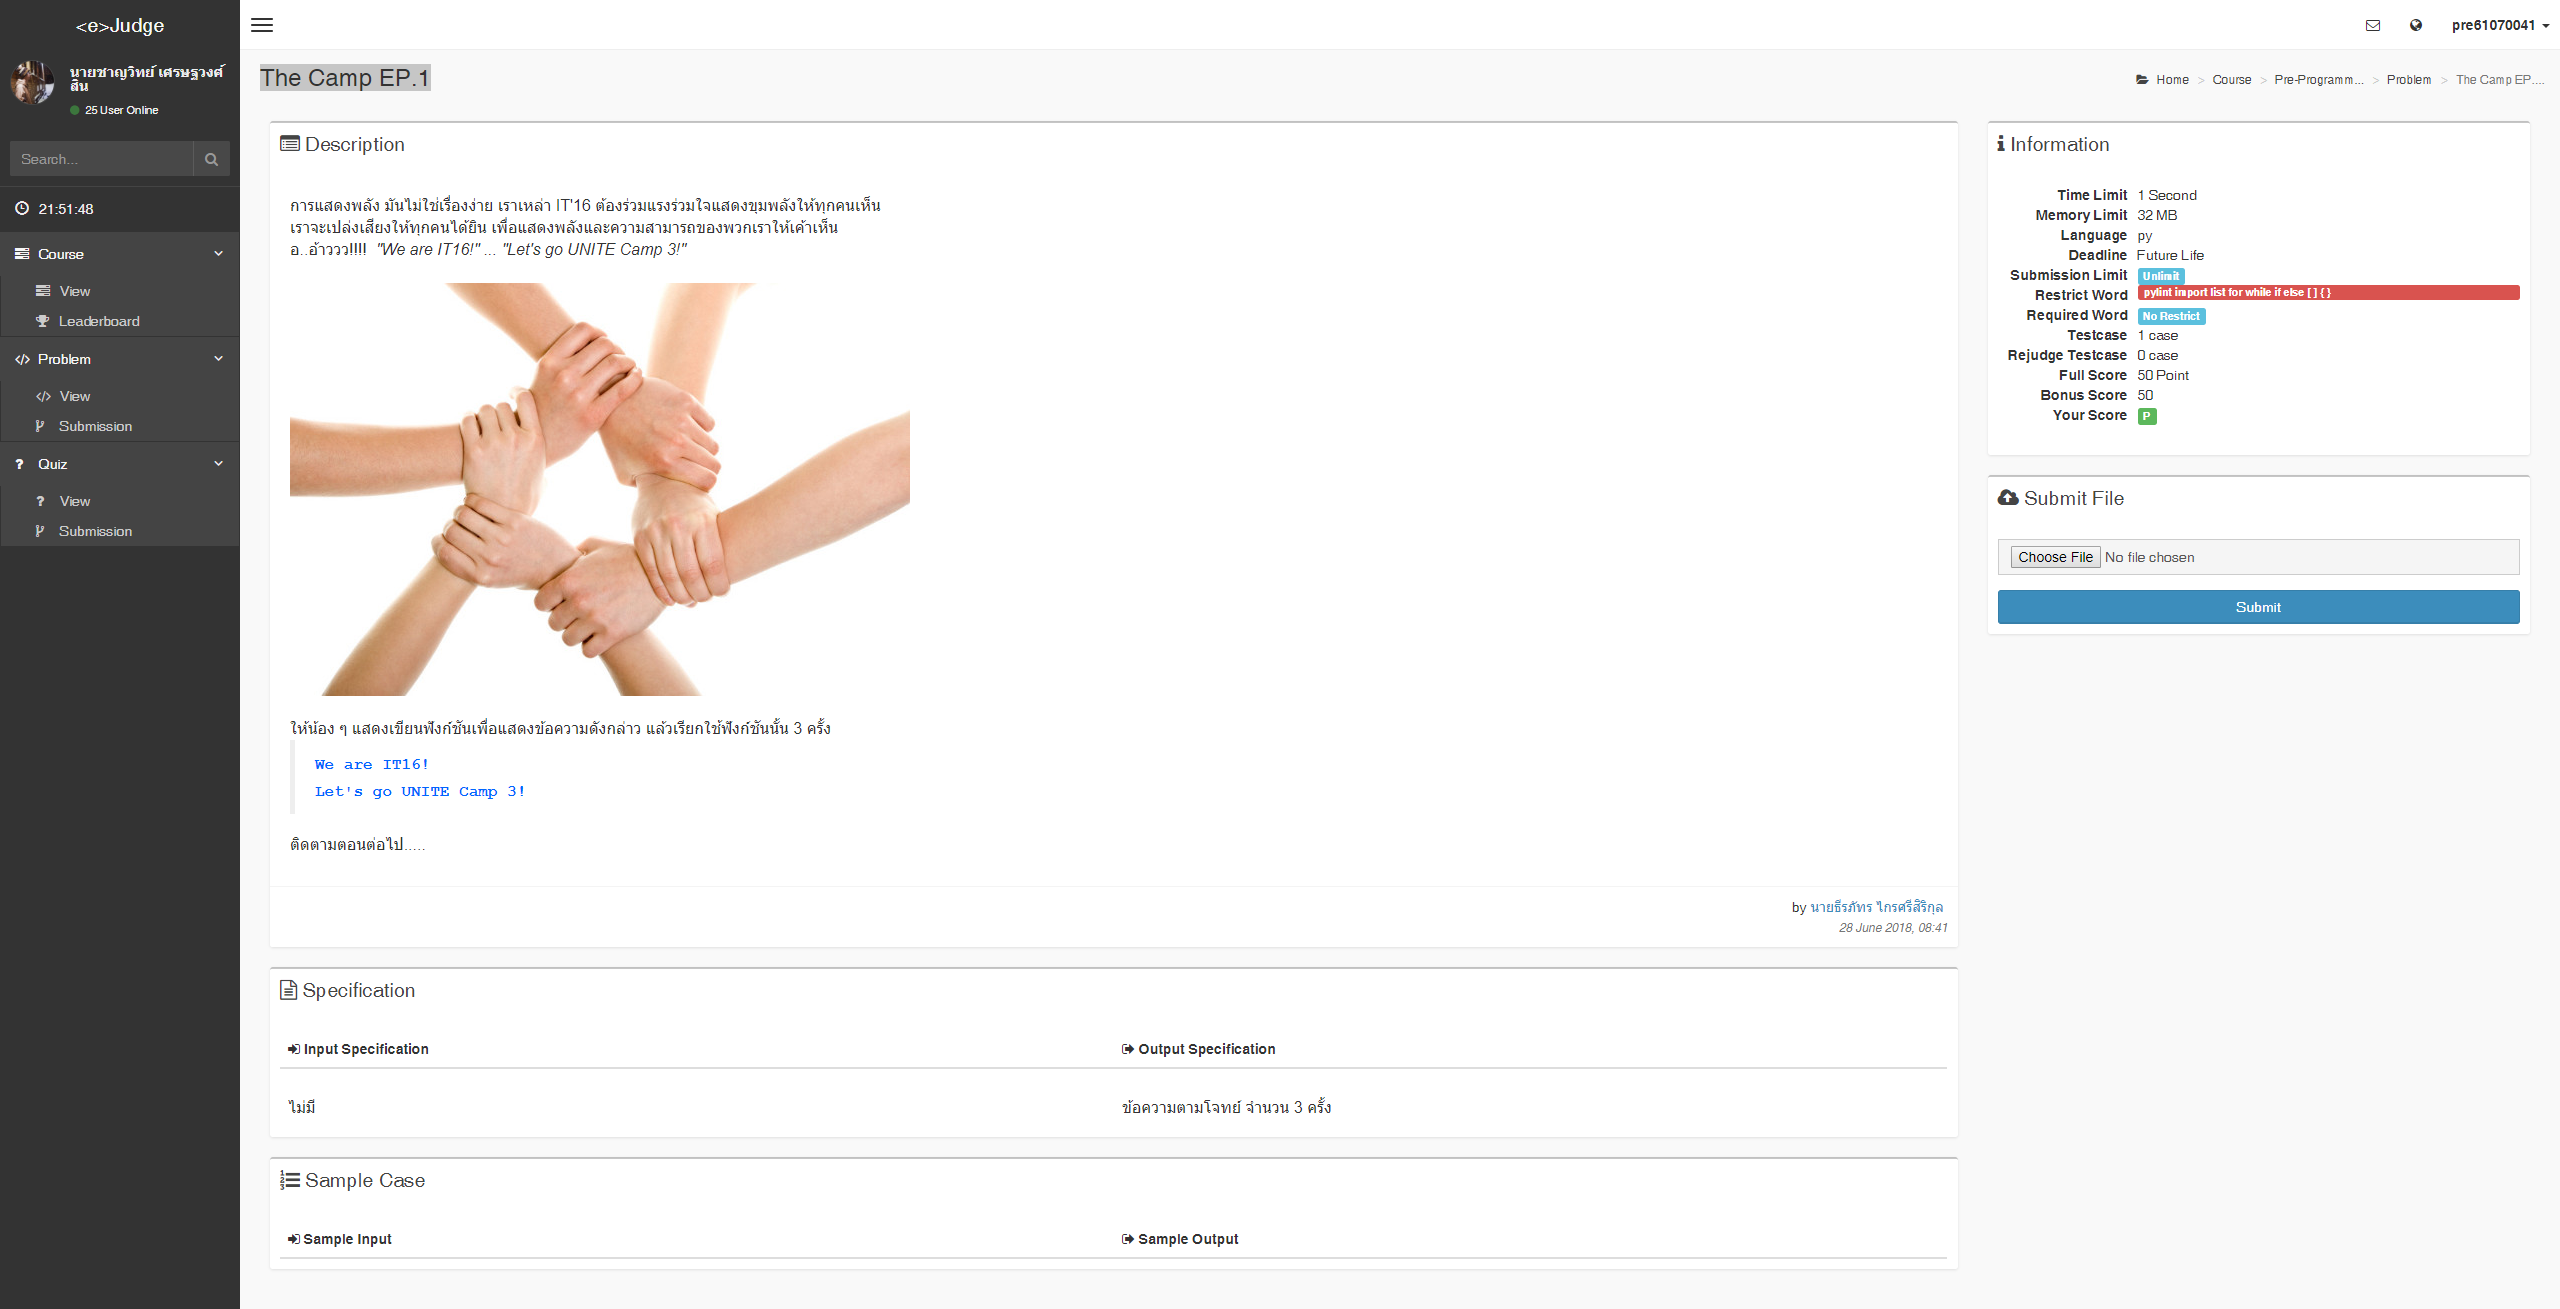 <e>Judge
pre61070041
นายชาญวิทย์ เศรษฐวงศ์
สิน
25 User Online
Search...
21:51:48
Course
View
Leaderboard
Problem
View
Submission
Quiz
View
Submission
The Camp EP.1
Home > Course > Pre-Programm... > Problem > The Camp EP....
Description
การแสดงพลัง มันไม่ใช่เรื่องง่าย เราเหล่า IT'16 ต้องร่วมแรงร่วมใจแสดงขุมพลังให้ทุกคนเห็น
เราจะเปล่งเสียงให้ทุกคนได้ยิน เพื่อแสดงพลังและความสามารถของพวกเราให้เค้าเห็น
อ..อ้าววว!!!! "We are IT16!" ... "Let's go UNITE Camp 3!"
ให้น้อง ๆ แสดงเขียนฟังก์ชันเพื่อแสดงข้อความดังกล่าว แล้วเรียกใช้ฟังก์ชันนั้น 3 ครั้ง
We are IT16!
Let's go UNITE Camp 3!
ติดตามตอนต่อไป.....
by นายธีรภัทร ไกรศรีสิริกุล
28 June 2018, 08:41
Specification
Input Specification
Output Specification
ไม่มี
ข้อความตามโจทย์ จำนวน 3 ครั้ง
Sample Case
Sample Input
Sample Output
Information
Time Limit 1 Second
Memory Limit 32 MB
Language py
Deadline Future Life
Submission Limit Unlimit
Restrict Word pylint import list for while if else [ ] { }
Required Word No Restrict
Testcase 1 case
Rejudge Testcase 0 case
Full Score 50 Point
Bonus Score 50
Your Score P
Submit File
Choose File No file chosen
Submit